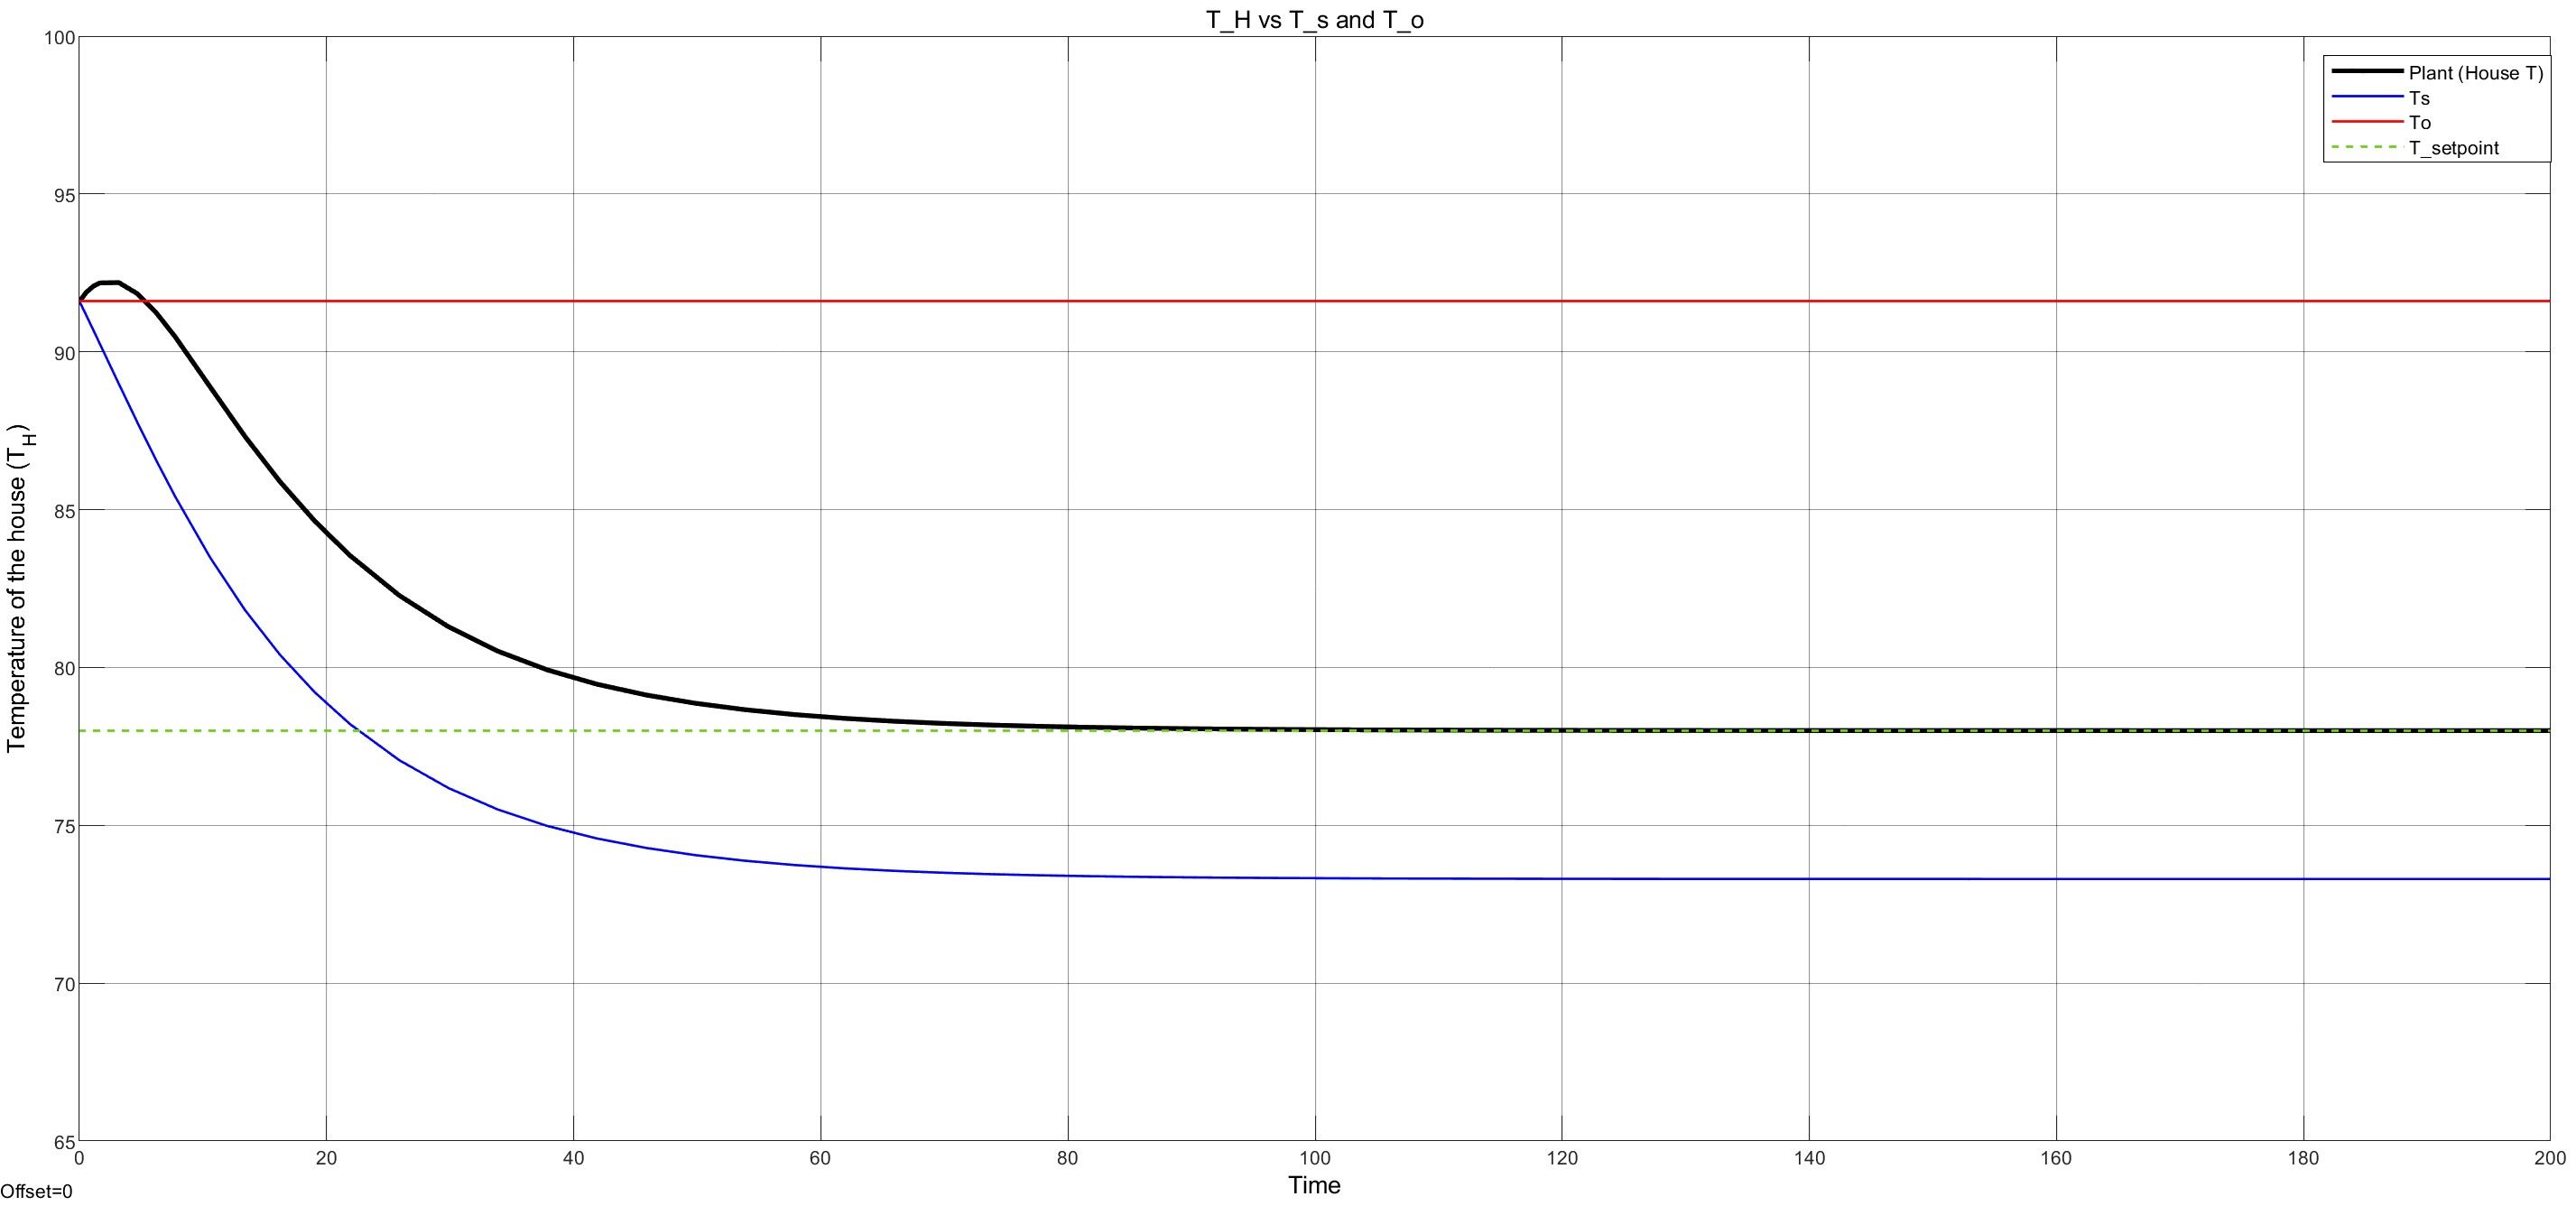 T_H vs T_s and T_o
100
95
90
85
80
75
70
65
Temperature of the house (T_H)
Plant (House T)
Ts
To
T_setpoint
0 20 40 60 80 100 120 140 160 180 200
Time
Offset=0